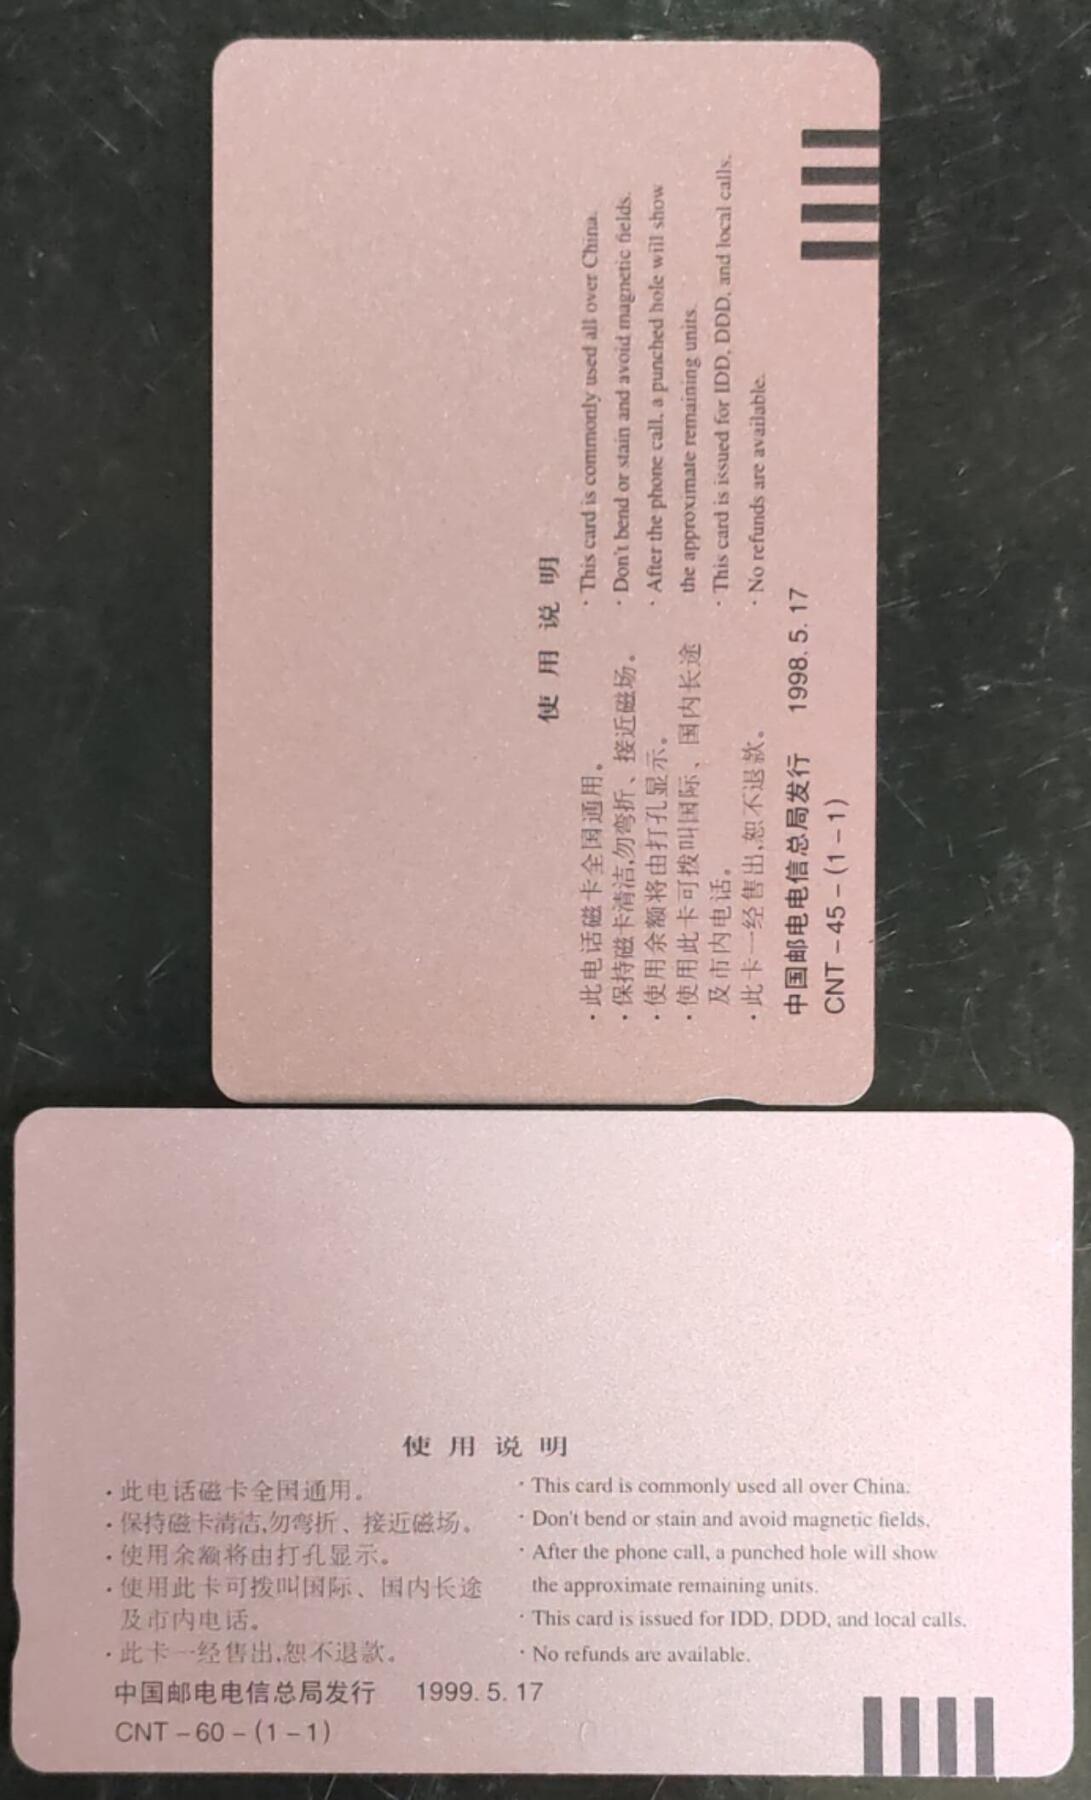 使用说明
·此电话磁卡全国通用。
·保持磁卡清洁,勿弯折、接近磁场。
·使用余额将由打孔显示。
·使用此卡可拨叫国际、国内长途
及市内电话。
·此卡一经售出,恕不退款。
·This card is commonly used all over China.
·Don't bend or stain and avoid magnetic fields.
·After the phone call, a punched hole will show
the approximate remaining units.
·This card is issued for IDD, DDD, and local calls.
·No refunds are available.
中国邮电电信总局发行 1998.5.17
CNT-45-(1-1)
使用说明
·此电话磁卡全国通用。
·保持磁卡清洁,勿弯折、接近磁场。
·使用余额将由打孔显示。
·使用此卡可拨叫国际、国内长途
及市内电话。
·此卡一经售出,恕不退款。
·This card is commonly used all over China.
·Don't bend or stain and avoid magnetic fields.
·After the phone call, a punched hole will show
the approximate remaining units.
·This card is issued for IDD, DDD, and local calls.
·No refunds are available.
中国邮电电信总局发行 1999.5.17
CNT-60-(1-1)